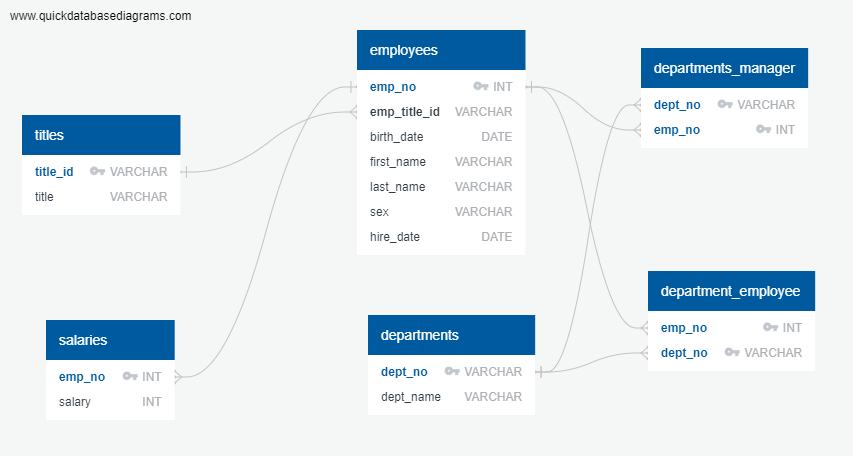 www.quickdatabasediagrams.com
employees
emp_no INT
emp_title_id VARCHAR
birth_date DATE
first_name VARCHAR
last_name VARCHAR
sex VARCHAR
hire_date DATE
departments_manager
dept_no VARCHAR
emp_no INT
titles
title_id VARCHAR
title VARCHAR
salaries
emp_no INT
salary INT
departments
dept_no VARCHAR
dept_name VARCHAR
department_employee
emp_no INT
dept_no VARCHAR